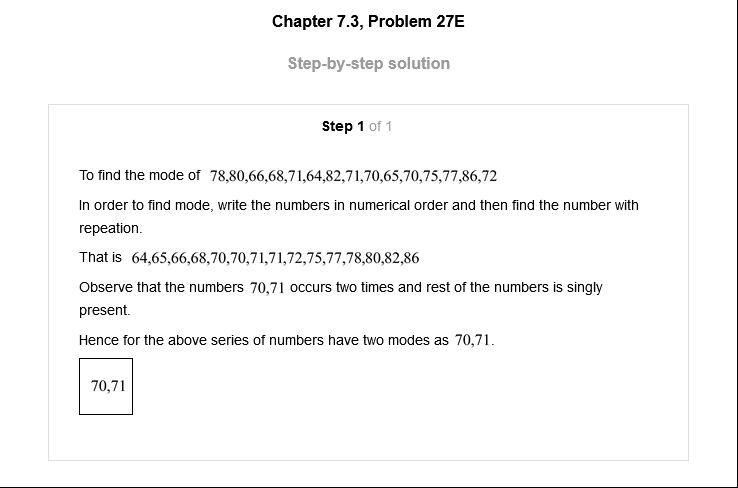 Chapter 7.3, Problem 27E
Step-by-step solution
Step 1 of 1
To find the mode of 78,80,66,68,71,64,82,71,70,65,70,75,77,86,72
In order to find mode, write the numbers in numerical order and then find the number with
repeation.
That is 64,65,66,68,70,70,71,71,72,75,77,78,80,82,86
Observe that the numbers 70,71 occurs two times and rest of the numbers is singly
present.
Hence for the above series of numbers have two modes as 70,71.
70,71